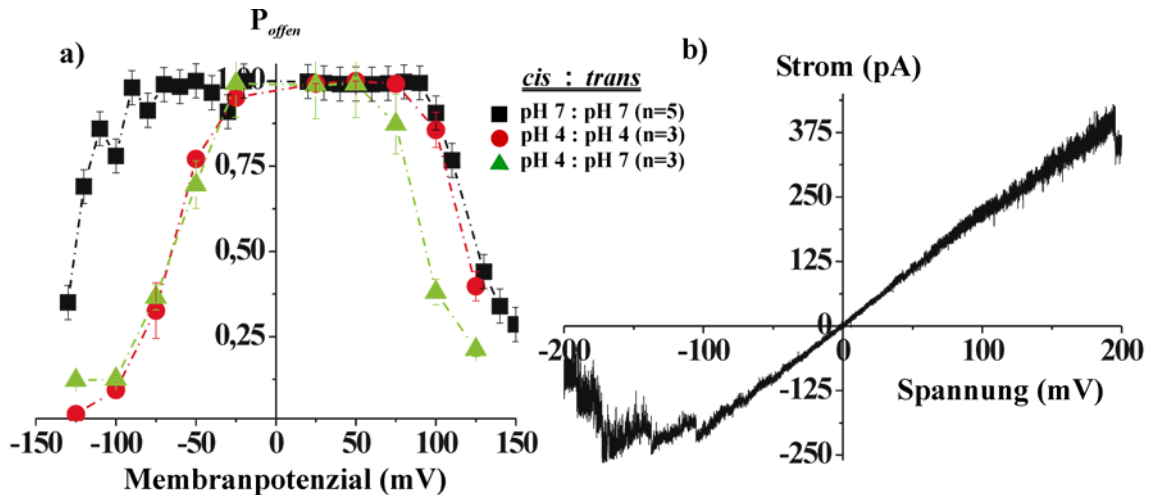 a)
P offen
1,00
0,75
0,50
0,25
-150 -100 -50 0 50 100 150
Membranpotenzial (mV)
cis : trans
pH 7 : pH 7 (n=5)
pH 4 : pH 4 (n=3)
pH 4 : pH 7 (n=3)
b)
Strom (pA)
375
250
125
0
-125
-250
-200 -100 0 100 200
Spannung (mV)